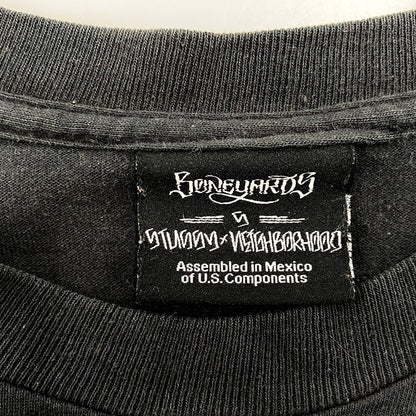 BONEYARDS
S
STUSSY × NEIGHBORHOOD
Assembled in Mexico
of U.S. Components